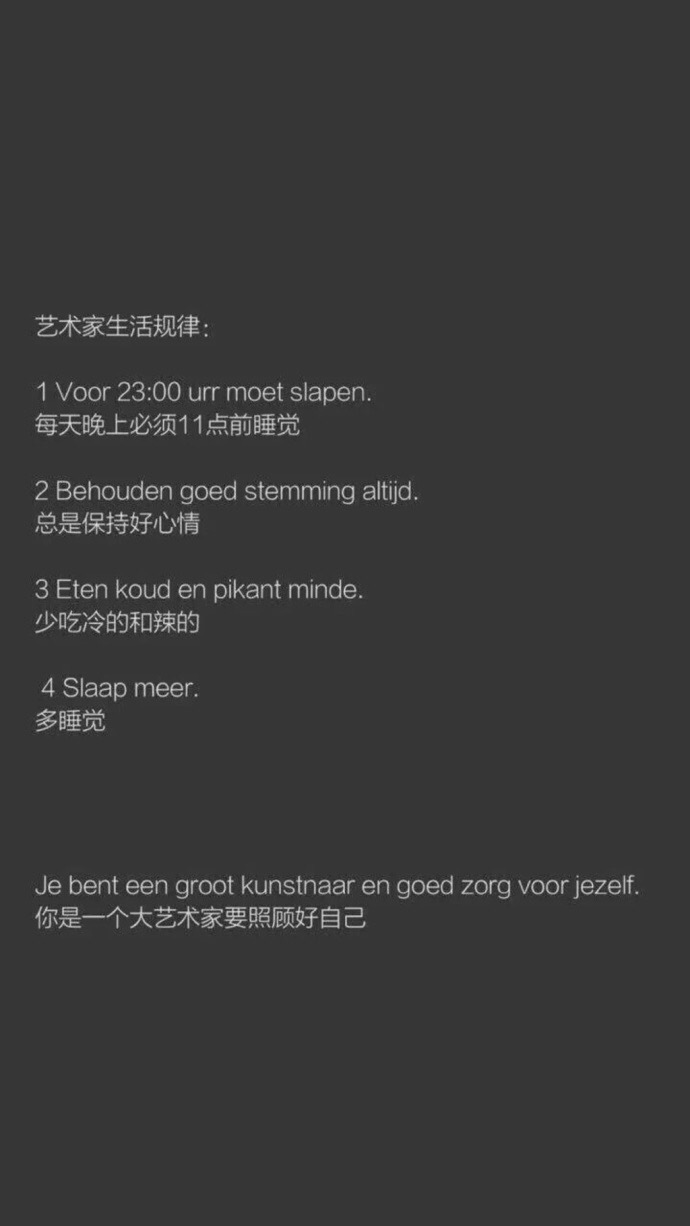 艺术家生活规律：
1 Voor 23:00 urr moet slapen.
每天晚上必须11点前睡觉
2 Behouden goed stemming altijd.
总是保持好心情
3 Eten koud en pikant minde.
少吃冷的和辣的
4 Slaap meer.
多睡觉
Je bent een groot kunstnaar en goed zorg voor jezelf.
你是一个大艺术家要照顾好自己